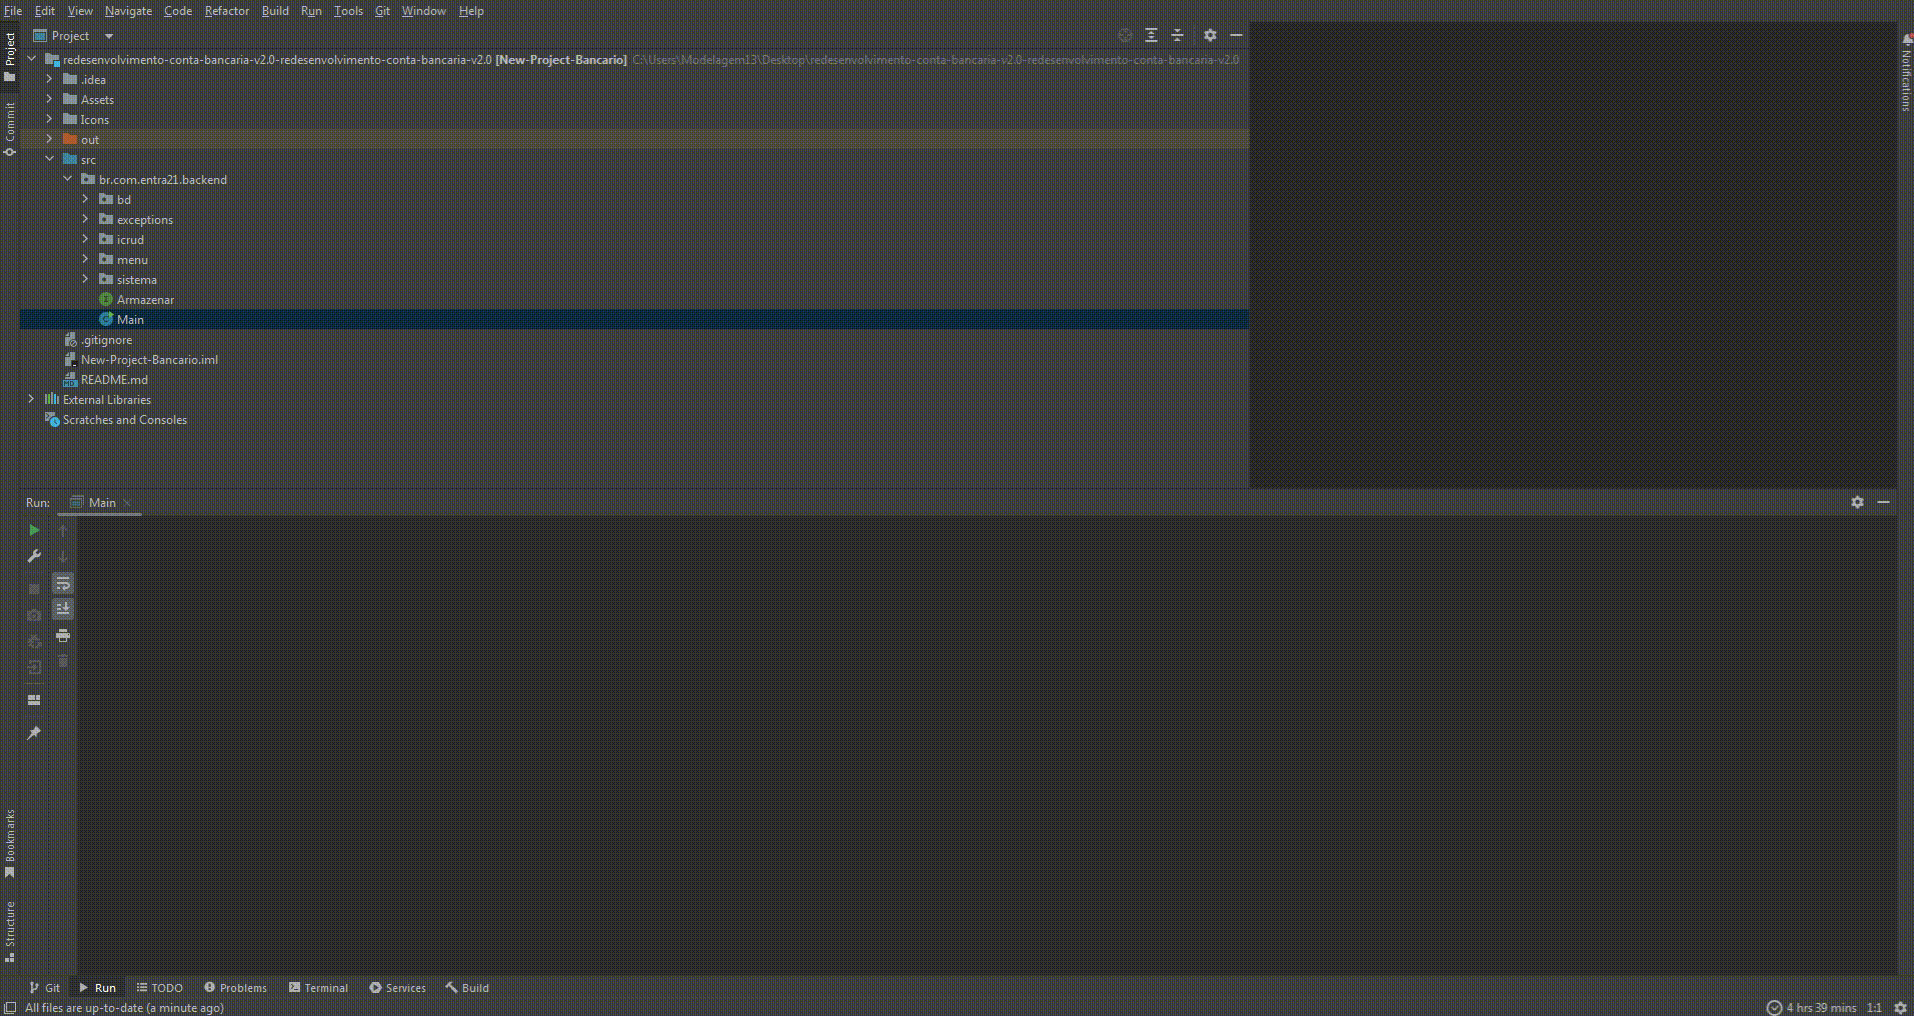 File Edit View Navigate Code Refactor Build Run Tools Git Window Help
Project
redesenvolvimento-conta-bancaria-v2.0-redesenvolvimento-conta-bancaria-v2.0 [New-Project-Bancario] C:\Users\Modelagem13\Desktop\redesenvolvimento-conta-bancaria-v2.0-redesenvolvimento-conta-bancaria-v2.0
.idea
Assets
Icons
out
src
br.com.entra21.backend
bd
exceptions
icrud
menu
sistema
Armazenar
Main
.gitignore
New-Project-Bancario.iml
README.md
External Libraries
Scratches and Consoles
Project
Commit
Notifications
Run: Main
Bookmarks
Structure
Git Run TODO Problems Terminal Services Build
All files are up-to-date (a minute ago) 4 hrs 39 mins 1:1